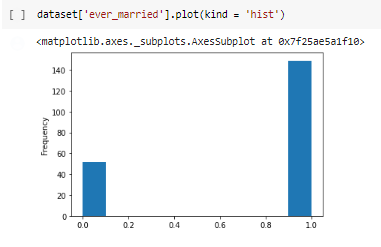 [ ] dataset['ever_married'].plot(kind = 'hist')
<matplotlib.axes._subplots.AxesSubplot at 0x7f25ae5a1f10>
Frequency
140
120
100
80
60
40
20
0
0.0 0.2 0.4 0.6 0.8 1.0